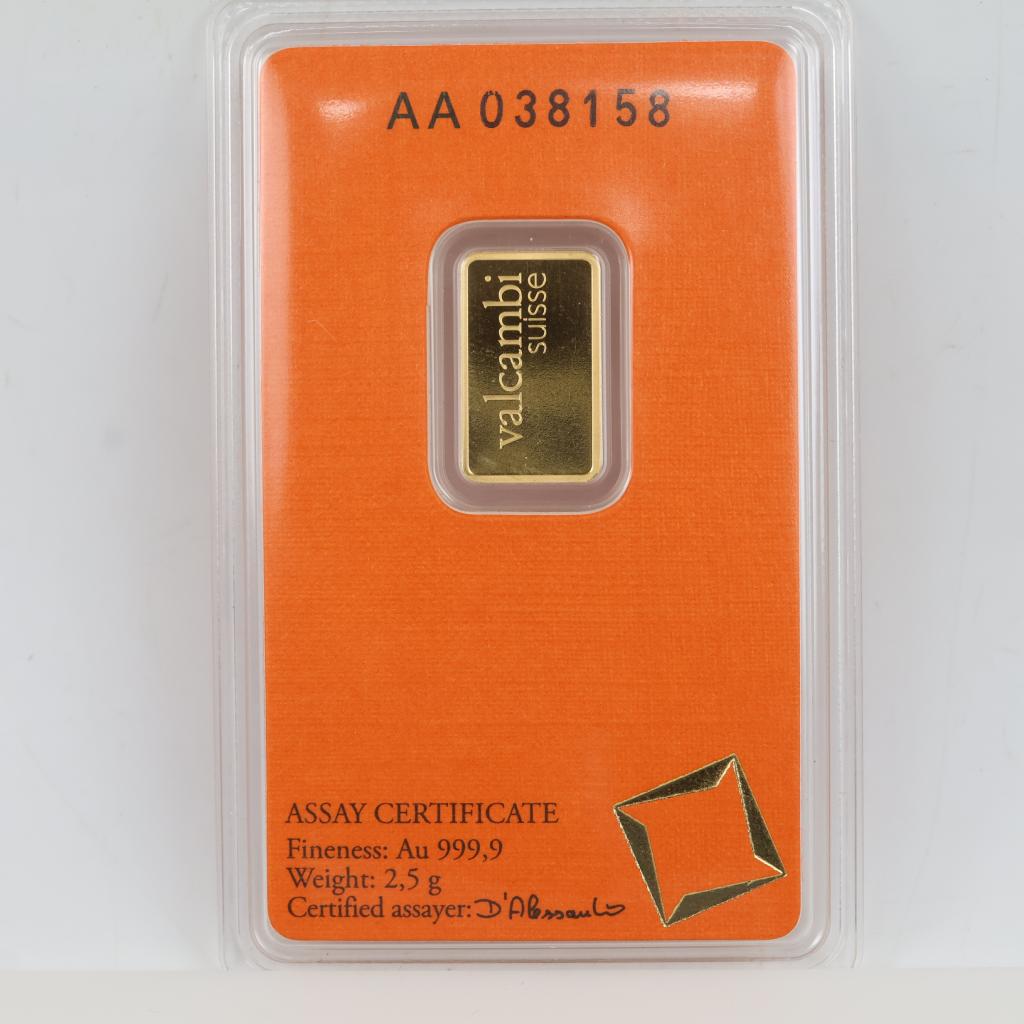 AA 038158
valcambi
suisse
ASSAY CERTIFICATE
Fineness: Au 999,9
Weight: 2,5 g
Certified assayer: